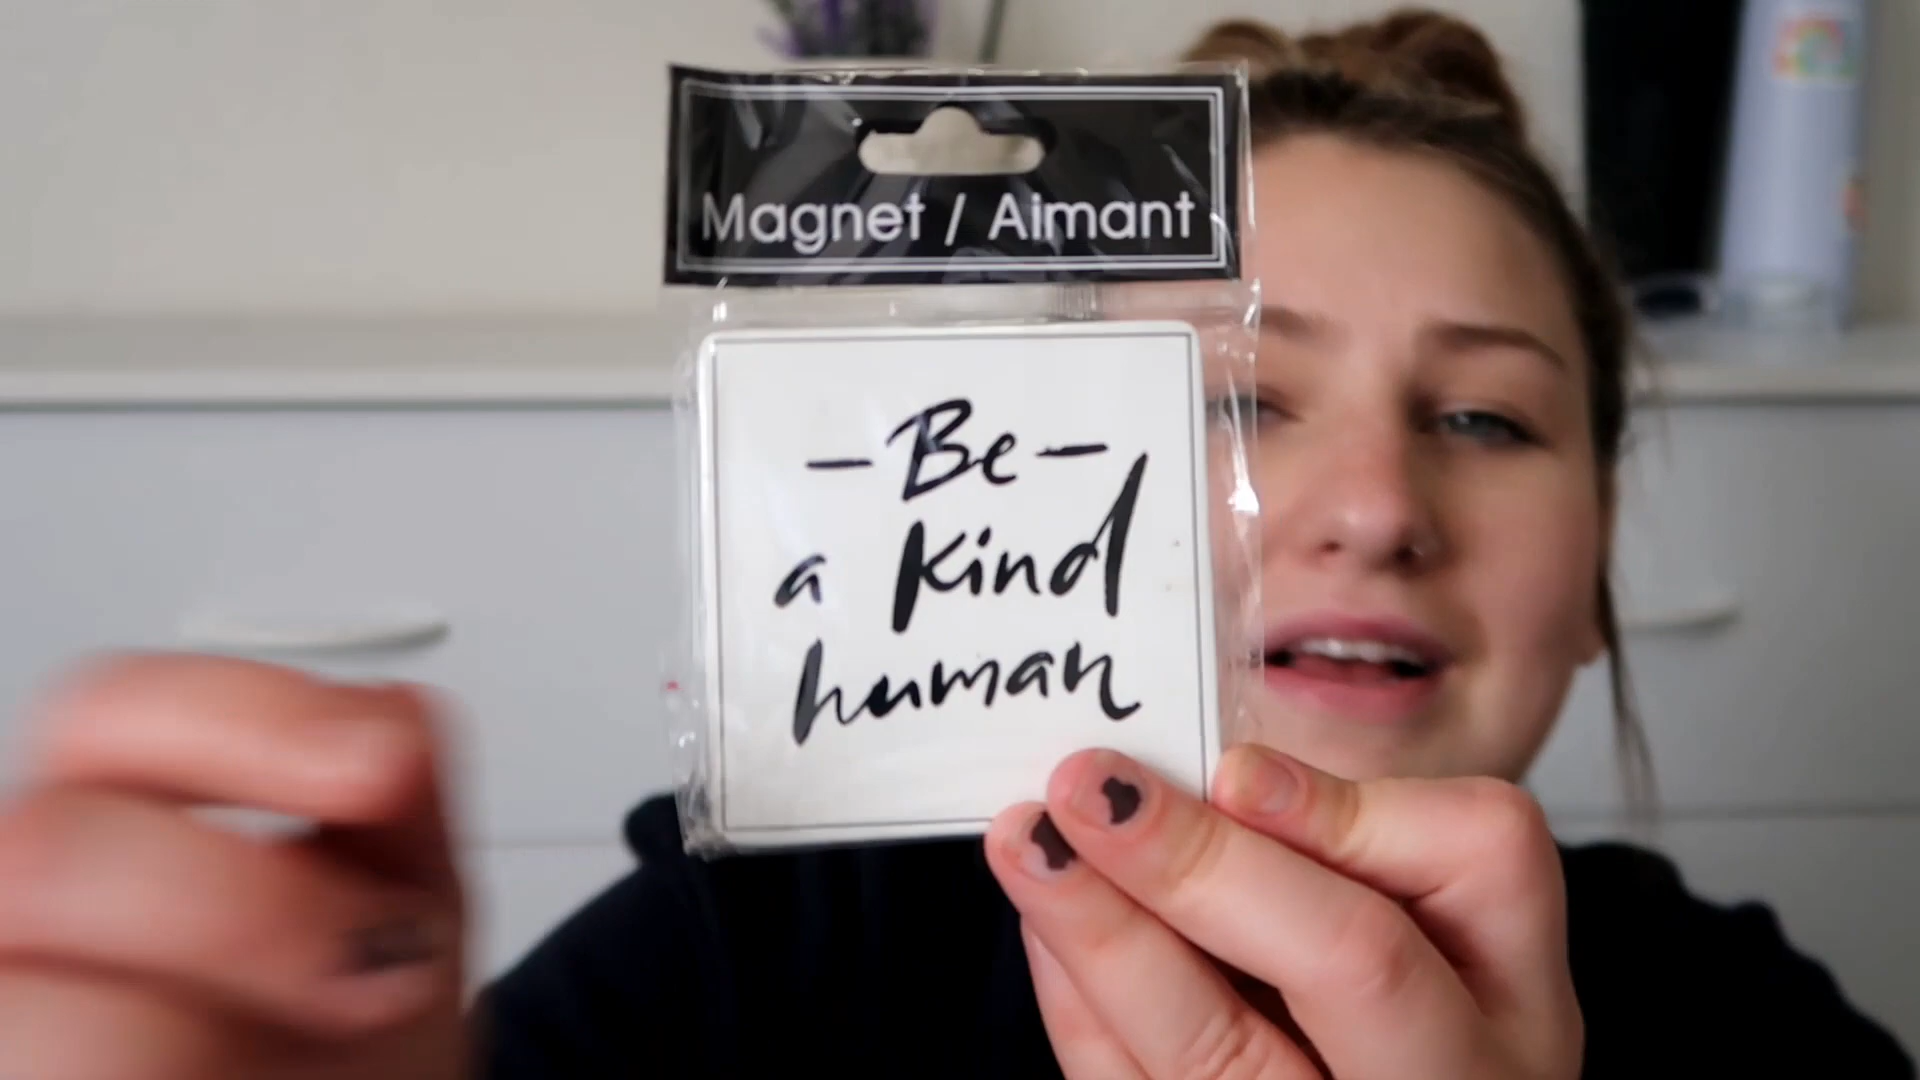 Magnet / Aimant
— Be —
a kind
human